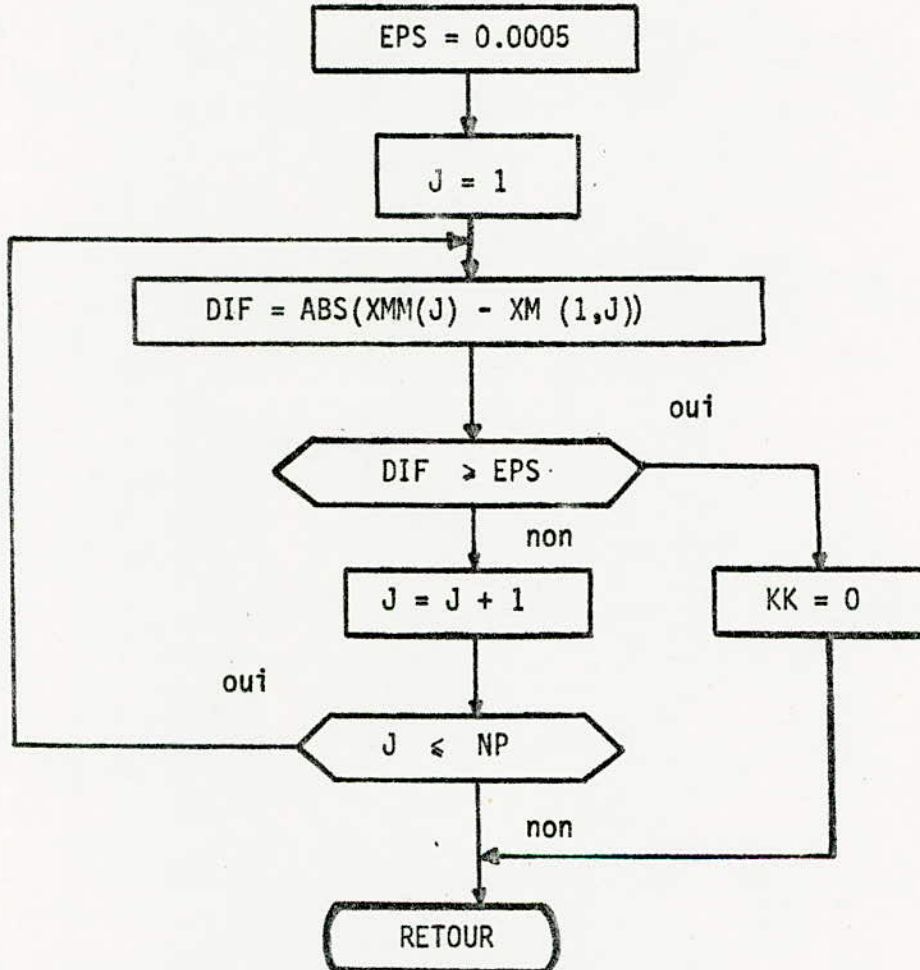 EPS = 0.0005
J = 1
DIF = ABS(XMM(J) - XM (1,J))
oui
DIF ⩾ EPS
non
J = J + 1
KK = 0
oui
J ⩽ NP
non
RETOUR